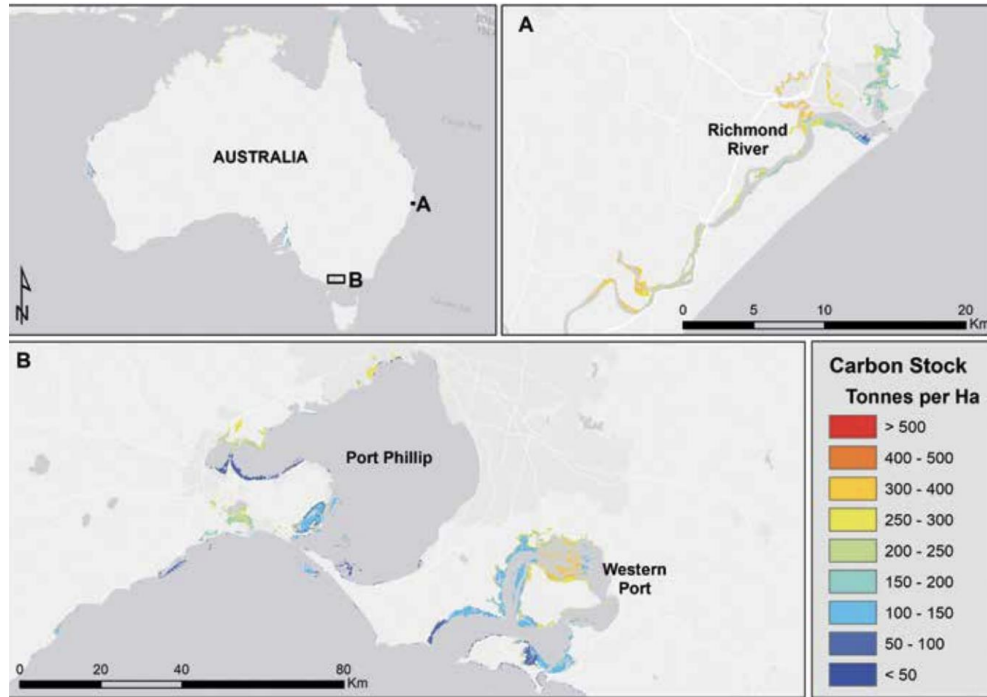 A
AUSTRALIA
A
B
N
Richmond
River
0
5
10
20
Km
B
Port Phillip
Western
Port
0
20
40
80
Km
Carbon Stock
Tonnes per Ha
> 500
400 - 500
300 - 400
250 - 300
200 - 250
150 - 200
100 - 150
50 - 100
< 50